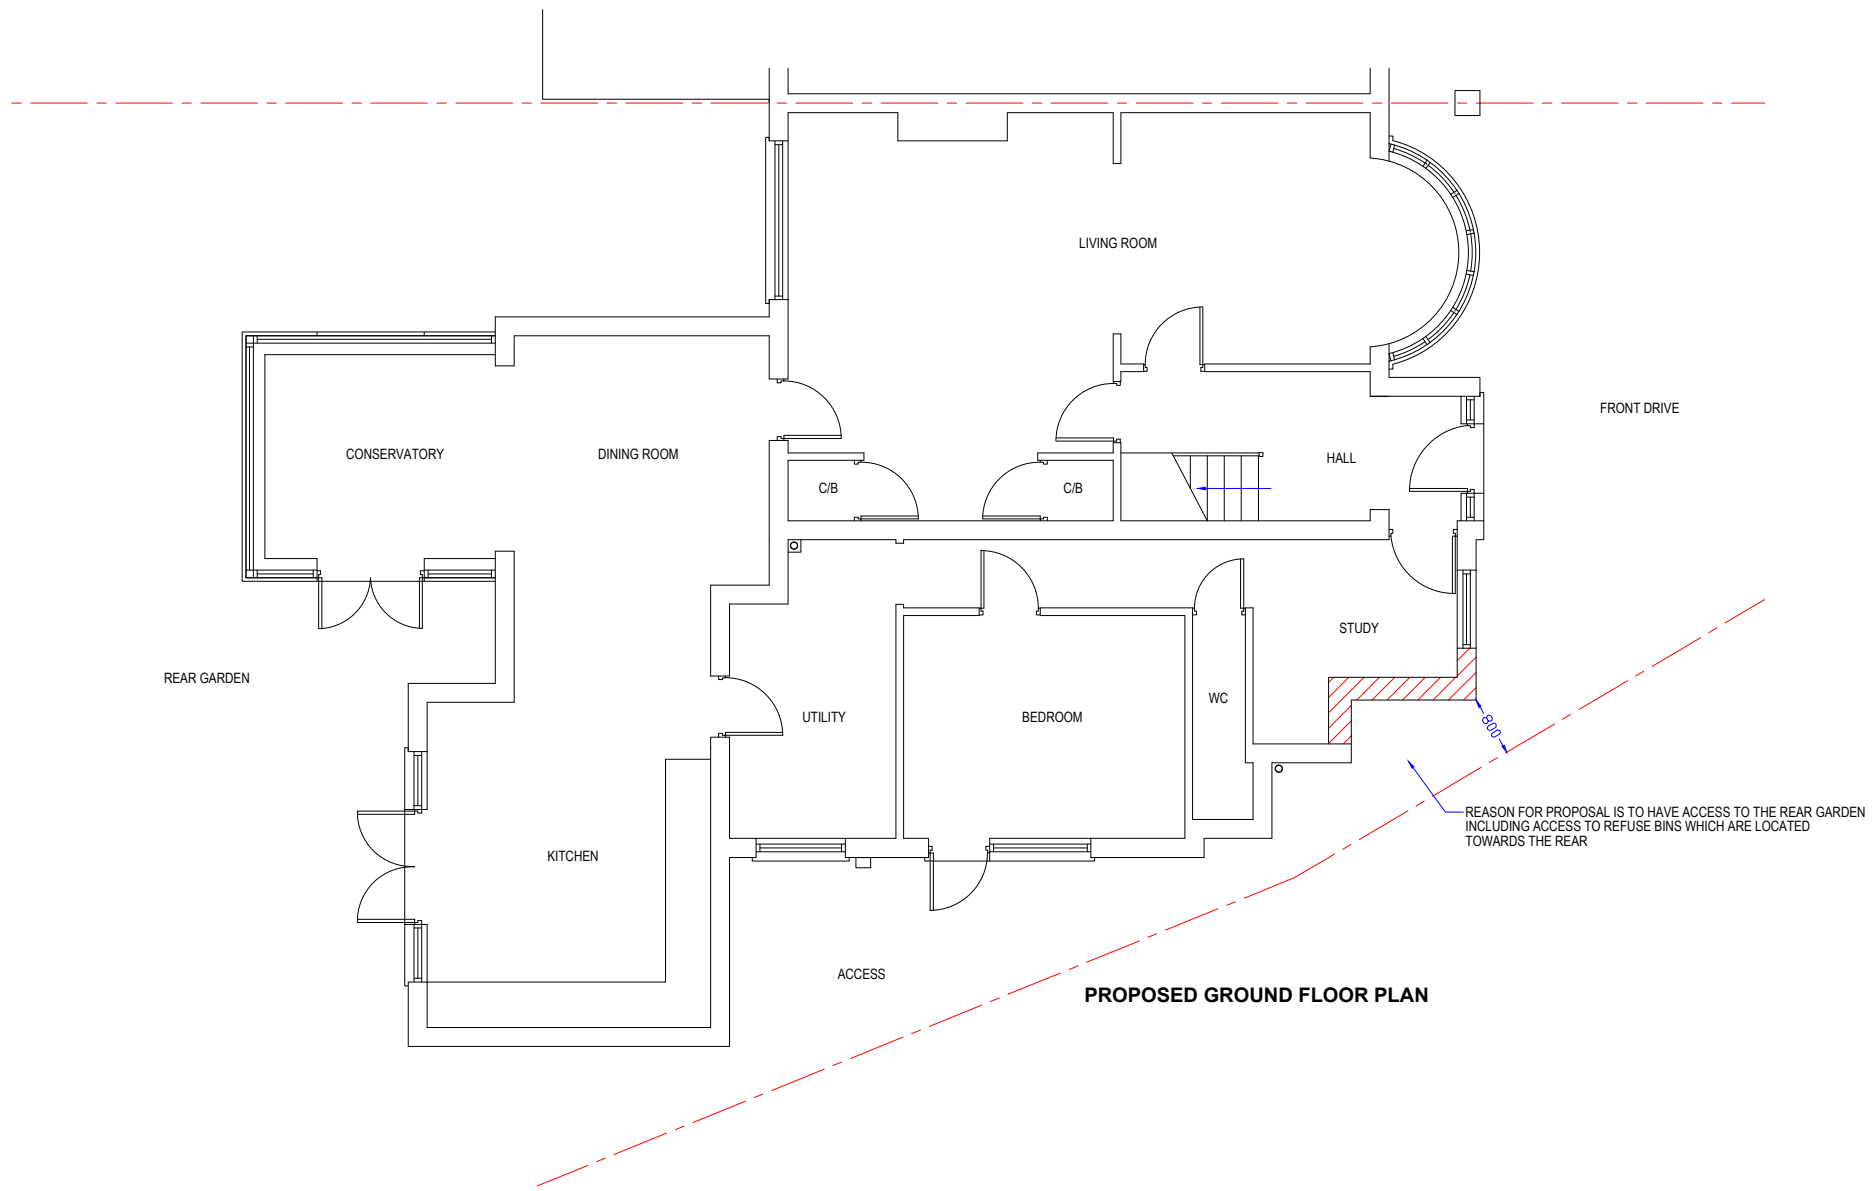 LIVING ROOM
FRONT DRIVE
CONSERVATORY
DINING ROOM
HALL
C/B
C/B
STUDY
REAR GARDEN
WC
UTILITY
BEDROOM
800
REASON FOR PROPOSAL IS TO HAVE ACCESS TO THE REAR GARDEN
INCLUDING ACCESS TO REFUSE BINS WHICH ARE LOCATED
TOWARDS THE REAR
KITCHEN
ACCESS
PROPOSED GROUND FLOOR PLAN